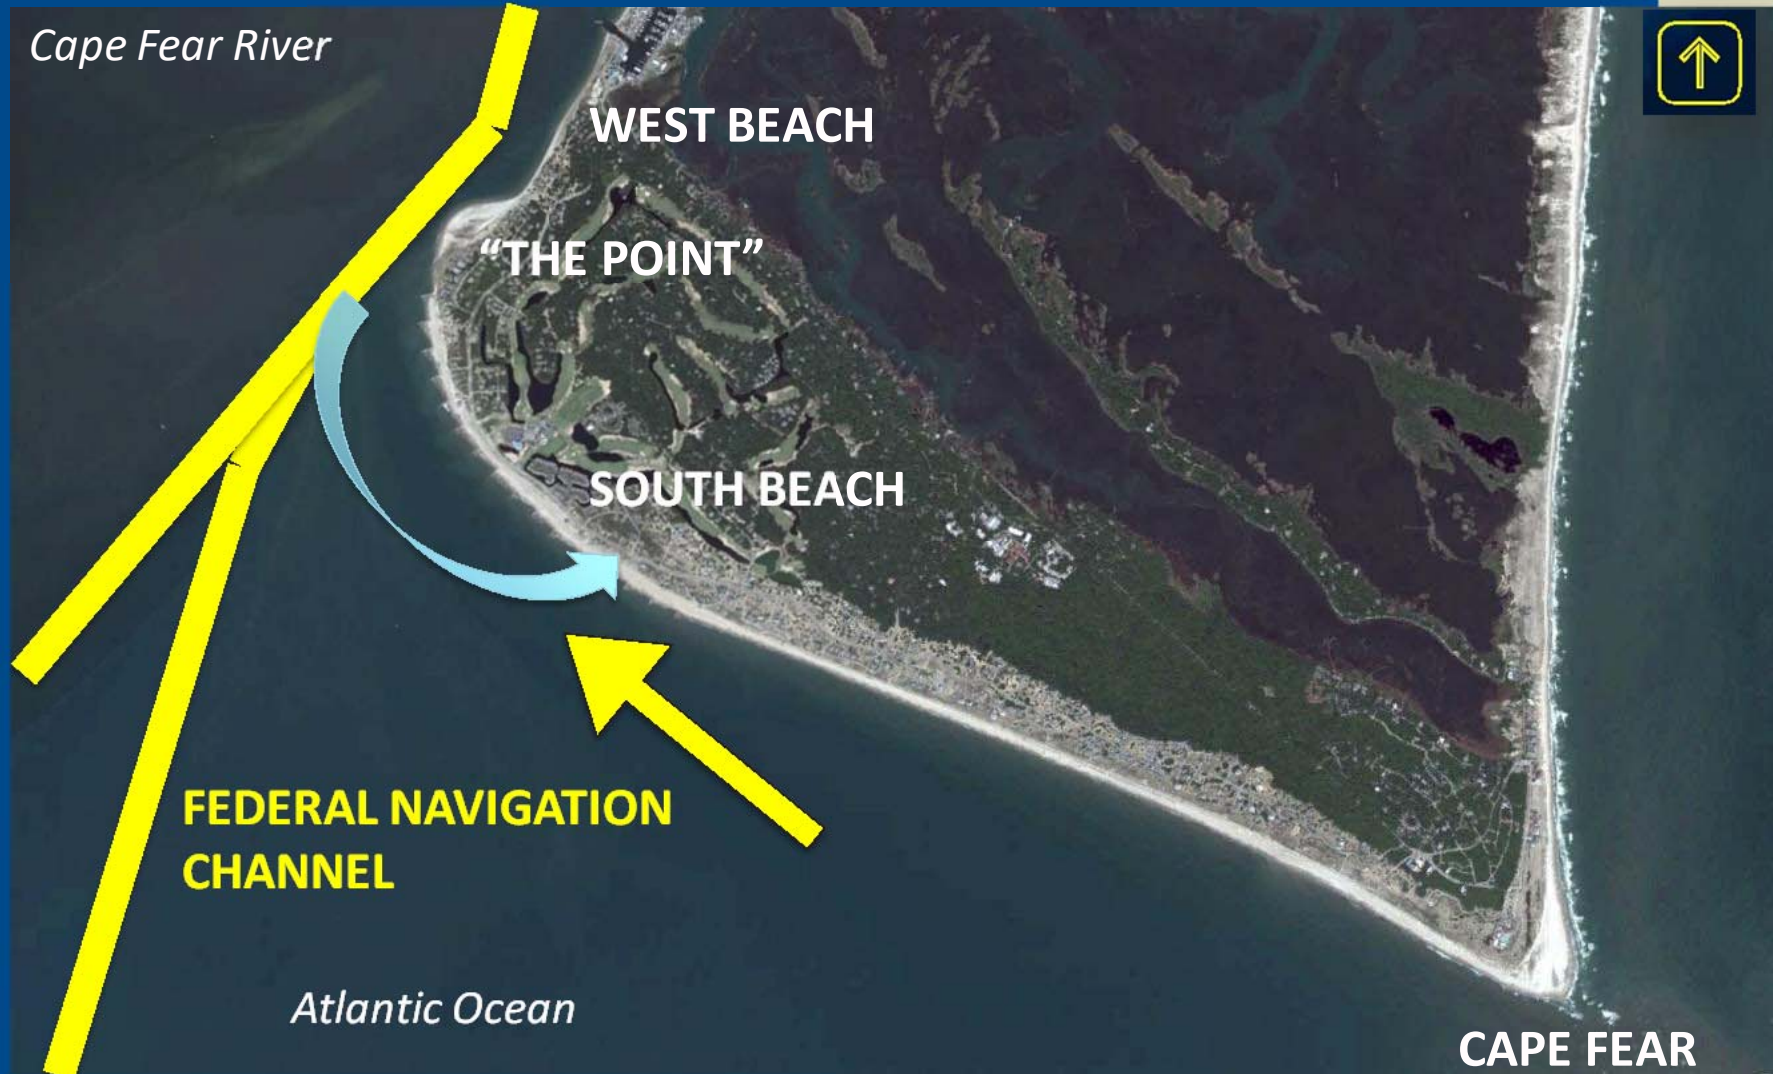 Cape Fear River
WEST BEACH
“THE POINT”
SOUTH BEACH
FEDERAL NAVIGATION
CHANNEL
Atlantic Ocean
CAPE FEAR